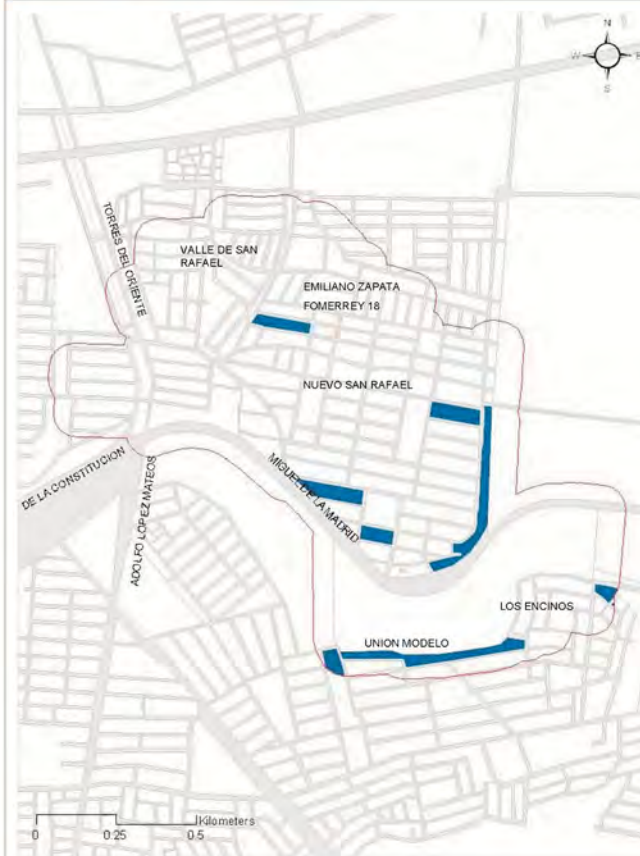 N
W
E
S
TORRES DEL ORIENTE
VALLE DE SAN
RAFAEL
EMILIANO ZAPATA
FOMERREY 18
NUEVO SAN RAFAEL
DE LA CONSTITUCION
ADOLFO LOPEZ MATEOS
MIGUEL DE LA MADRID
LOS ENCINOS
UNION MODELO
Kilometers
0 0.25 0.5